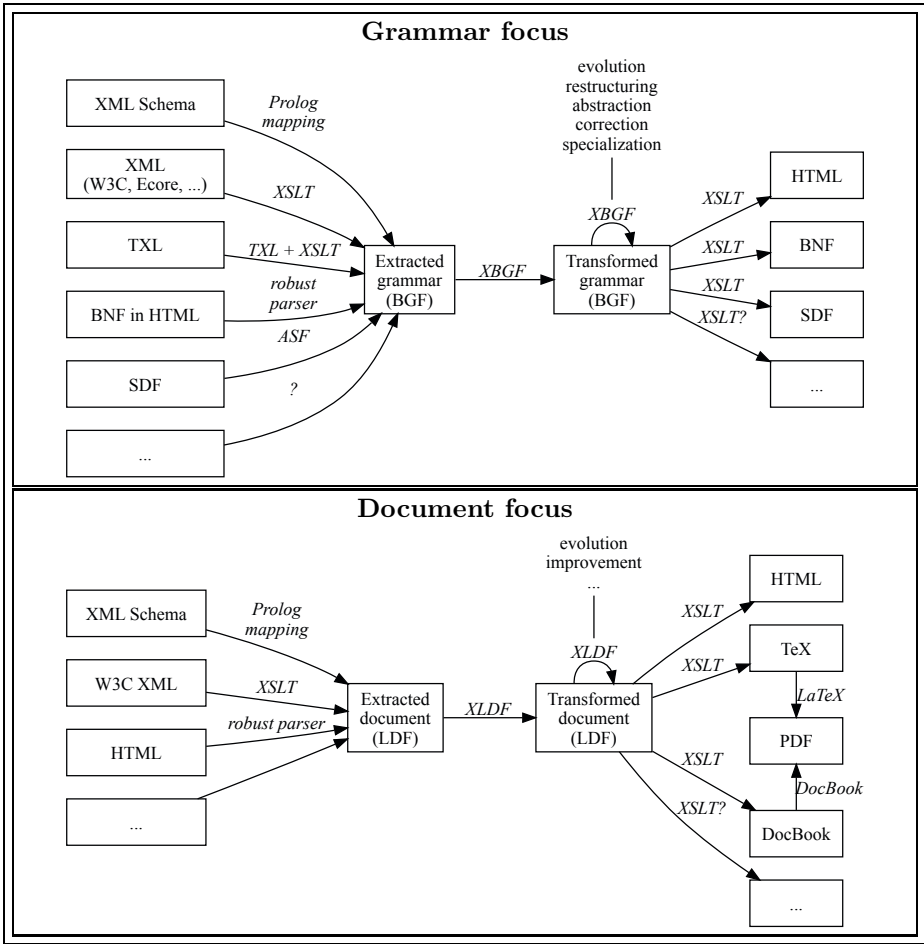 Grammar focus
evolution
restructuring
abstraction
correction
specialization
XML Schema
Prolog
mapping
XML
(W3C, Ecore, ...)
XSLT
TXL
TXL + XSLT
BNF in HTML
robust
parser
SDF
ASF
...
?
Extracted
grammar
(BGF)
XBGF
XBGF
Transformed
grammar
(BGF)
XSLT
HTML
XSLT
BNF
XSLT
SDF
XSLT?
...
Document focus
evolution
improvement
...
XML Schema
Prolog
mapping
W3C XML
XSLT
HTML
robust parser
...
Extracted
document
(LDF)
XLDF
XLDF
Transformed
document
(LDF)
XSLT
HTML
XSLT
TeX
LaTeX
PDF
DocBook
XSLT
DocBook
XSLT?
...